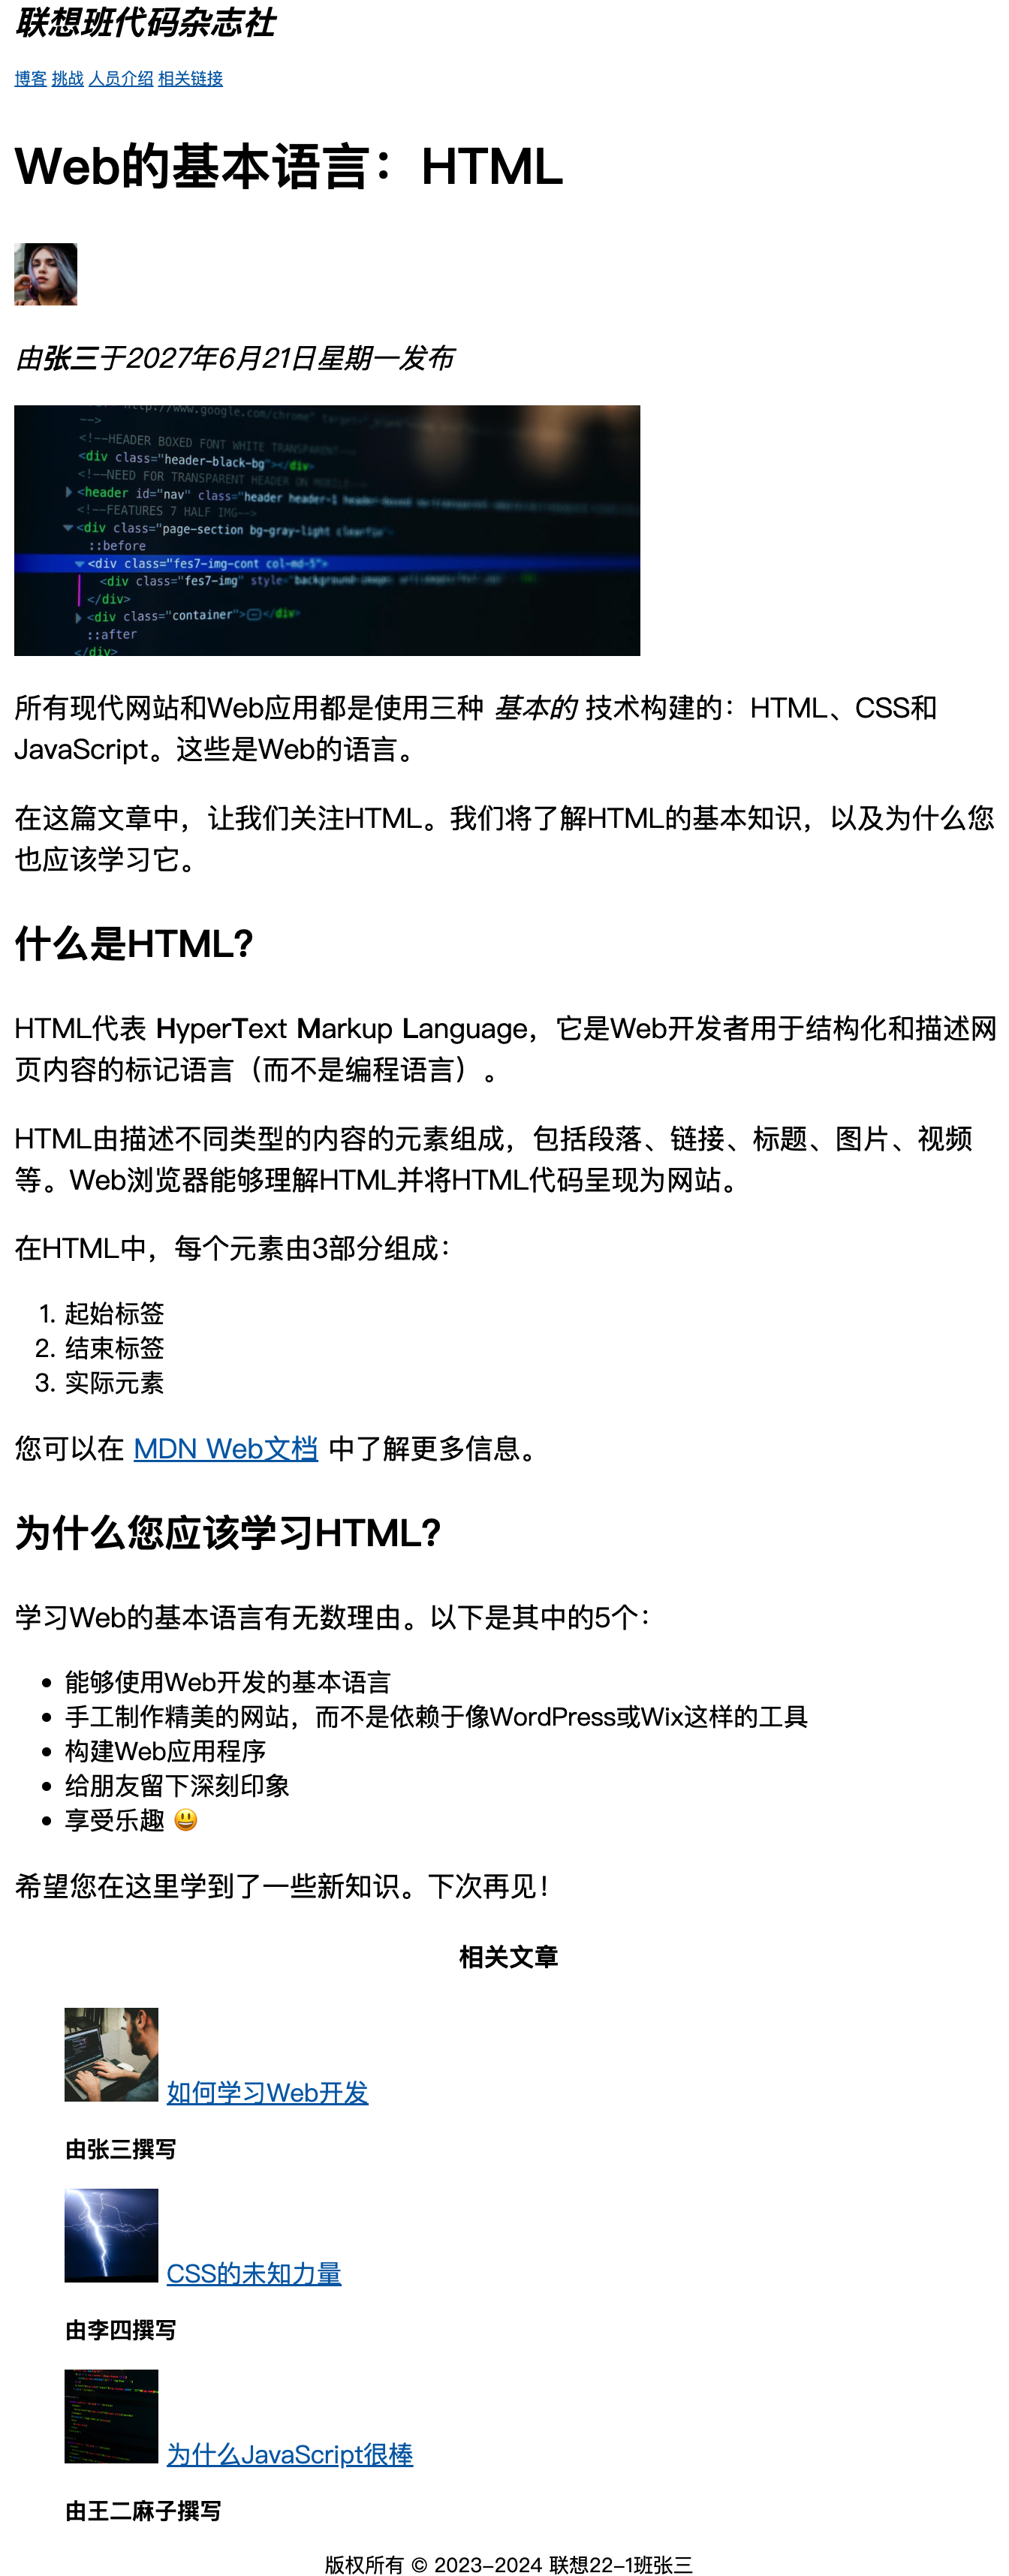 联想班代码杂志社
博客 挑战 人员介绍 相关链接
Web的基本语言：HTML
由张三于2027年6月21日星期一发布
http://www.google.com/chrome" target=
-->
<!--HEADER BOXED FONT WHITE TRANSPARENT--
<div class="header-black-bg"></div>
<!--NEED FOR TRANSPARENT HEADER ON MOBILE--
<header id="nav" class="header header-1
<!--FEATURES 7 HALF IMG-->
<div class="page-section bg-gray-light clearfix">
::before
<div class="fes7-img-cont col-md-5">
<div class="fes7-img" style="background-image:
</div>
<div class="container"></div>
::after
</div>
所有现代网站和Web应用都是使用三种 基本的 技术构建的：HTML、CSS和
JavaScript。这些是Web的语言。
在这篇文章中，让我们关注HTML。我们将了解HTML的基本知识，以及为什么您
也应该学习它。
什么是HTML？
HTML代表 HyperText Markup Language，它是Web开发者用于结构化和描述网
页内容的标记语言（而不是编程语言）。
HTML由描述不同类型的内容的元素组成，包括段落、链接、标题、图片、视频
等。Web浏览器能够理解HTML并将HTML代码呈现为网站。
在HTML中，每个元素由3部分组成：
1. 起始标签
2. 结束标签
3. 实际元素
您可以在 MDN Web文档 中了解更多信息。
为什么您应该学习HTML？
学习Web的基本语言有无数理由。以下是其中的5个：
• 能够使用Web开发的基本语言
• 手工制作精美的网站，而不是依赖于像WordPress或Wix这样的工具
• 构建Web应用程序
• 给朋友留下深刻印象
• 享受乐趣 😃
希望您在这里学到了一些新知识。下次再见！
相关文章
如何学习Web开发
由张三撰写
CSS的未知力量
由李四撰写
为什么JavaScript很棒
由王二麻子撰写
版权所有 © 2023-2024 联想22-1班张三